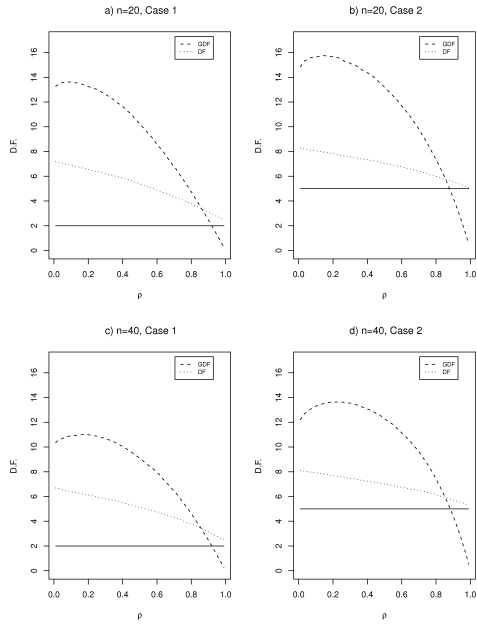 a) n=20, Case 1
GDF
DF
D.F.
16
14
12
10
8
6
4
2
0
0.0 0.2 0.4 0.6 0.8 1.0
ρ
b) n=20, Case 2
GDF
DF
D.F.
16
14
12
10
8
6
4
2
0
0.0 0.2 0.4 0.6 0.8 1.0
ρ
c) n=40, Case 1
GDF
DF
D.F.
16
14
12
10
8
6
4
2
0
0.0 0.2 0.4 0.6 0.8 1.0
ρ
d) n=40, Case 2
GDF
DF
D.F.
16
14
12
10
8
6
4
2
0
0.0 0.2 0.4 0.6 0.8 1.0
ρ